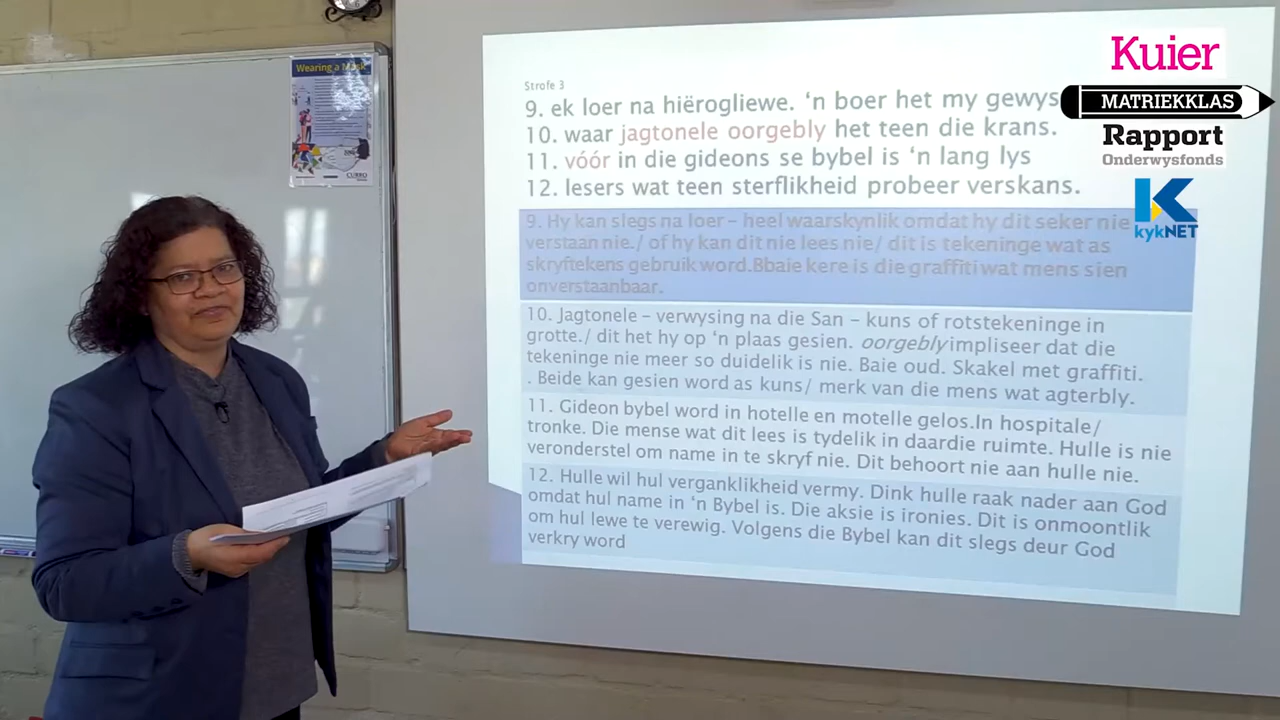 Wearing a Mask
CURRO
Kuier
MATRIEKKLAS
Rapport
Onderwysfonds
kykNET
Strofe 3
9. ek loer na hiërogliewe. ‘n boer het my gewys
10. waar jagtonele oorgebly het teen die krans.
11. vóór in die gideons se bybel is ‘n lang lys
12. lesers wat teen sterflikheid probeer verskans.
9. Hy kan slegs na loer – heel waarskynlik omdat hy dit seker nie
verstaan nie./ of hy kan dit nie lees nie/ dit is tekeninge wat as
skryftekens gebruik word.Bbaie kere is die graffiti wat mens sien
onverstaanbaar.
10. Jagtonele – verwysing na die San – kuns of rotstekeninge in
grotte./ dit het hy op ‘n plaas gesien. oorgebly impliseer dat die
tekeninge nie meer so duidelik is nie. Baie oud. Skakel met graffiti.
. Beide kan gesien word as kuns/ merk van die mens wat agterbly.
11. Gideon bybel word in hotelle en motelle gelos.In hospitale/
tronke. Die mense wat dit lees is tydelik in daardie ruimte. Hulle is nie
veronderstel om name in te skryf nie. Dit behoort nie aan hulle nie.
12. Hulle wil hul verganklikheid vermy. Dink hulle raak nader aan God
omdat hul name in ‘n Bybel is. Die aksie is ironies. Dit is onmoontlik
om hul lewe te verewig. Volgens die Bybel kan dit slegs deur God
verkry word